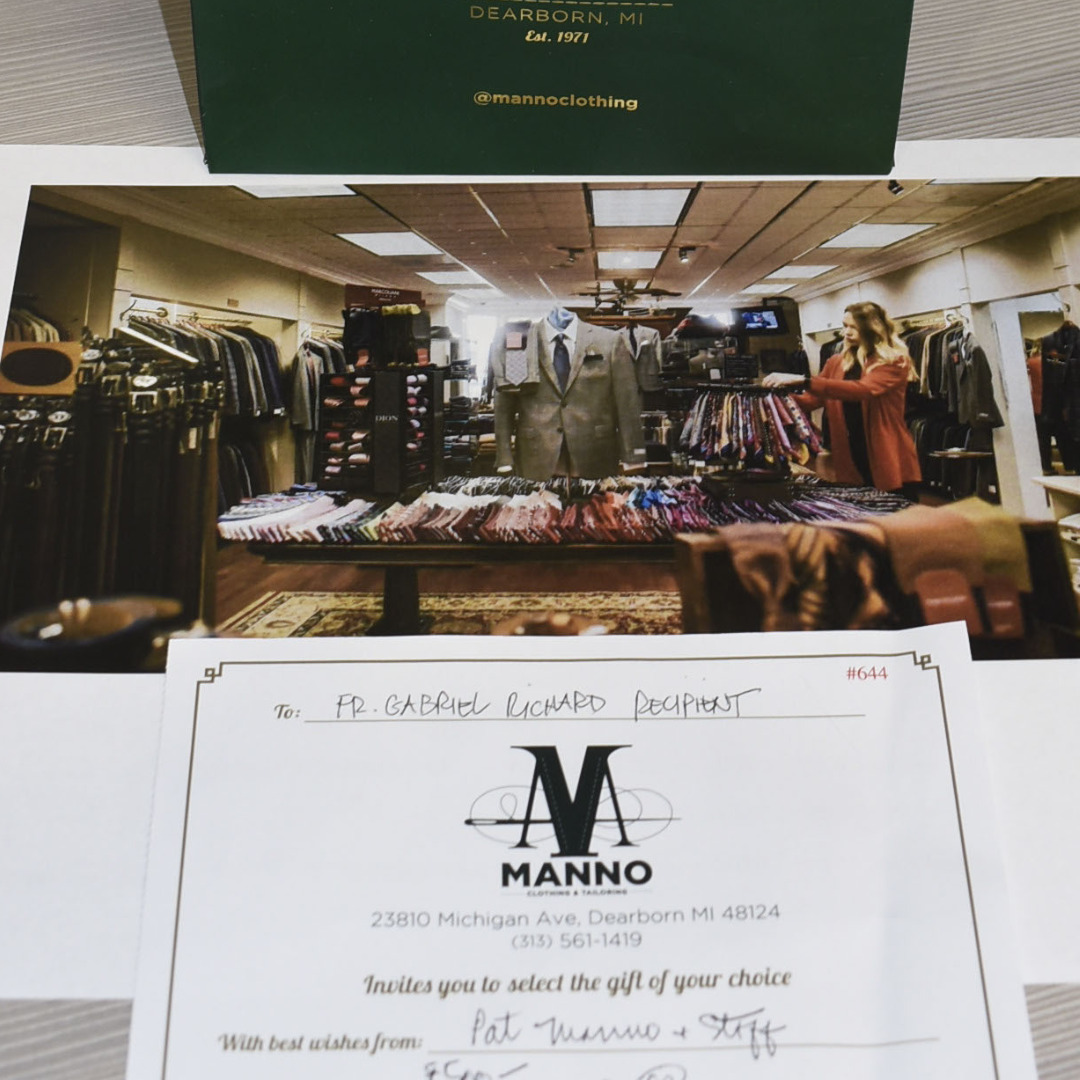 DEARBORN, MI
Est. 1971
@mannoclothing
DION
#644
To: FR. GABRIEL RICHARD RECIPIENT
MANNO
CLOTHING & TAILORING
23810 Michigan Ave, Dearborn MI 48124
(313) 561-1419
Invites you to select the gift of your choice
With best wishes from: Pat Manno + Staff